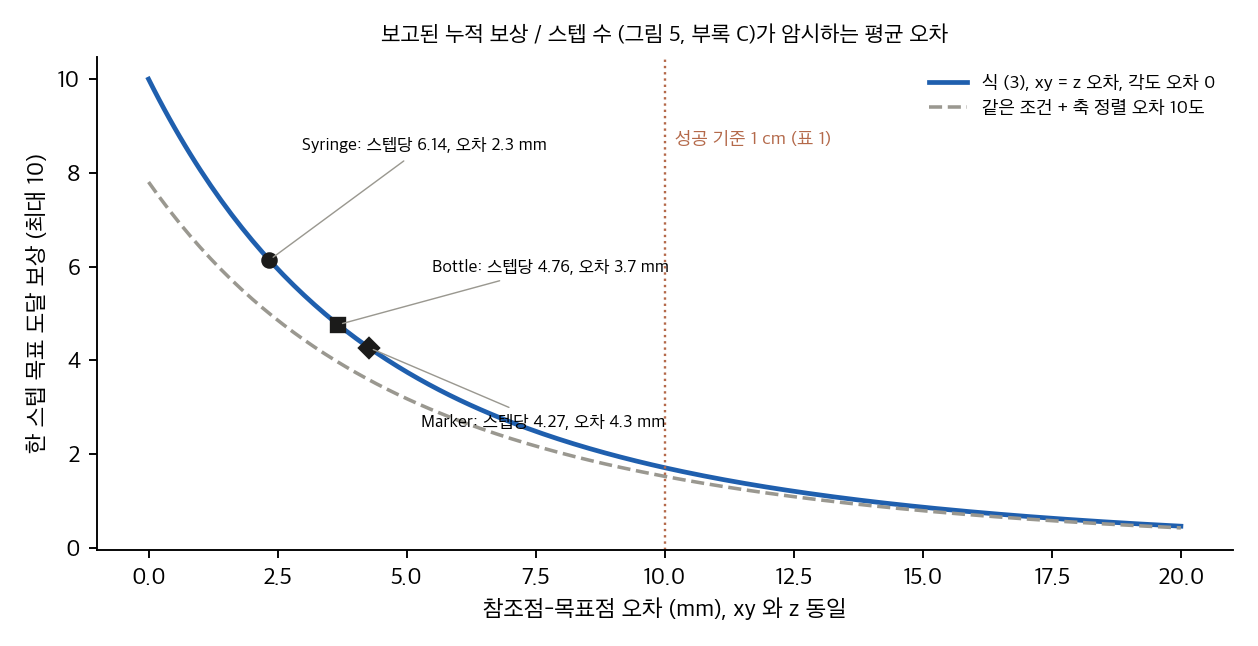 보고된 누적 보상 / 스텝 수 (그림 5, 부록 C)가 암시하는 평균 오차
식 (3), xy = z 오차, 각도 오차 0
같은 조건 + 축 정렬 오차 10도
성공 기준 1 cm (표 1)
Syringe: 스텝당 6.14, 오차 2.3 mm
Bottle: 스텝당 4.76, 오차 3.7 mm
Marker: 스텝당 4.27, 오차 4.3 mm
한 스텝 목표 도달 보상 (최대 10)
10
8
6
4
2
0
0.0 2.5 5.0 7.5 10.0 12.5 15.0 17.5 20.0
참조점-목표점 오차 (mm), xy 와 z 동일